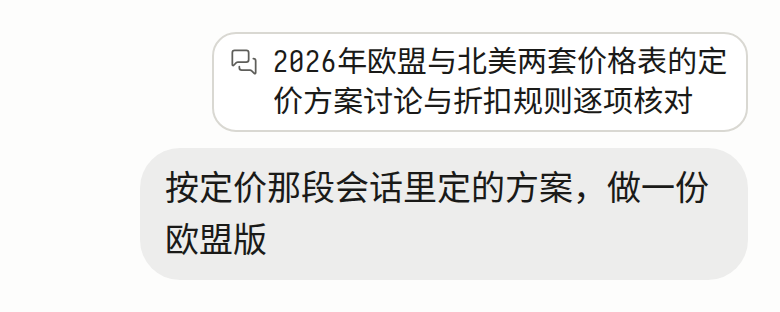 2026年欧盟与北美两套价格表的定
价方案讨论与折扣规则逐项核对
按定价那段会话里定的方案，做一份
欧盟版